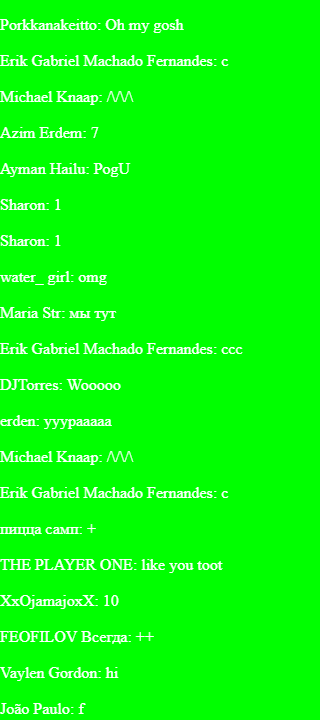 Porkkanakeitto: Oh my gosh
Erik Gabriel Machado Fernandes: c
Michael Knaap: /\/\/\
Azim Erdem: 7
Ayman Hailu: PogU
Sharon: 1
Sharon: 1
water_ girl: omg
Maria Str: мы тут
Erik Gabriel Machado Fernandes: ccc
DJTorres: Wooooo
erden: yyypaaaaa
Michael Knaap: /\/\/\
Erik Gabriel Machado Fernandes: c
пицца самп: +
THE PLAYER ONE: like you toot
XxOjamajoxX: 10
FEOFILOV Всегда: ++
Vaylen Gordon: hi
João Paulo: f